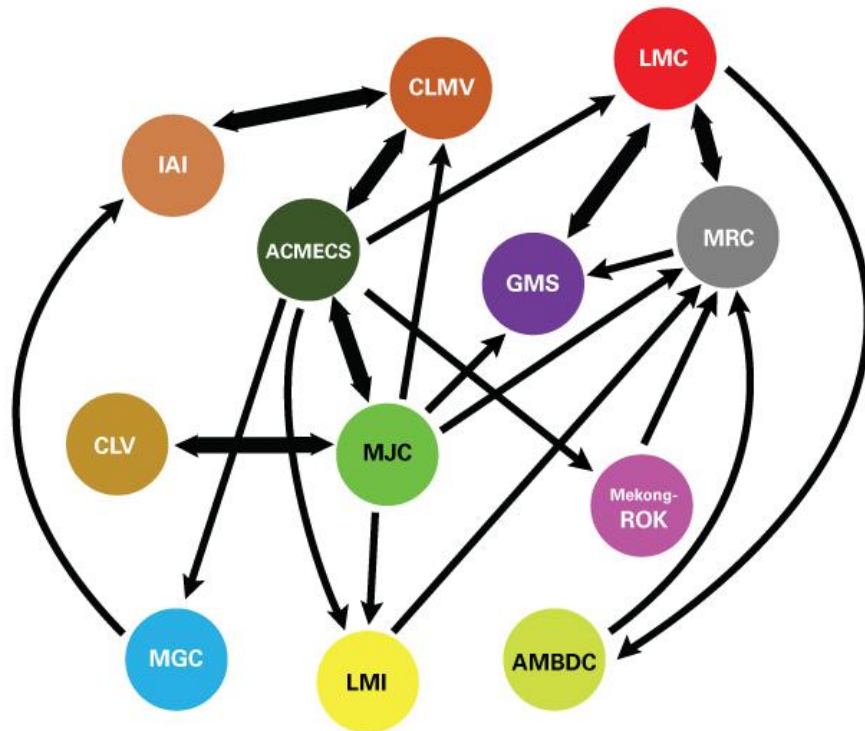 LMC
CLMV
IAI
MRC
ACMECS
GMS
CLV
MJC
Mekong-
ROK
MGC
LMI
AMBDC